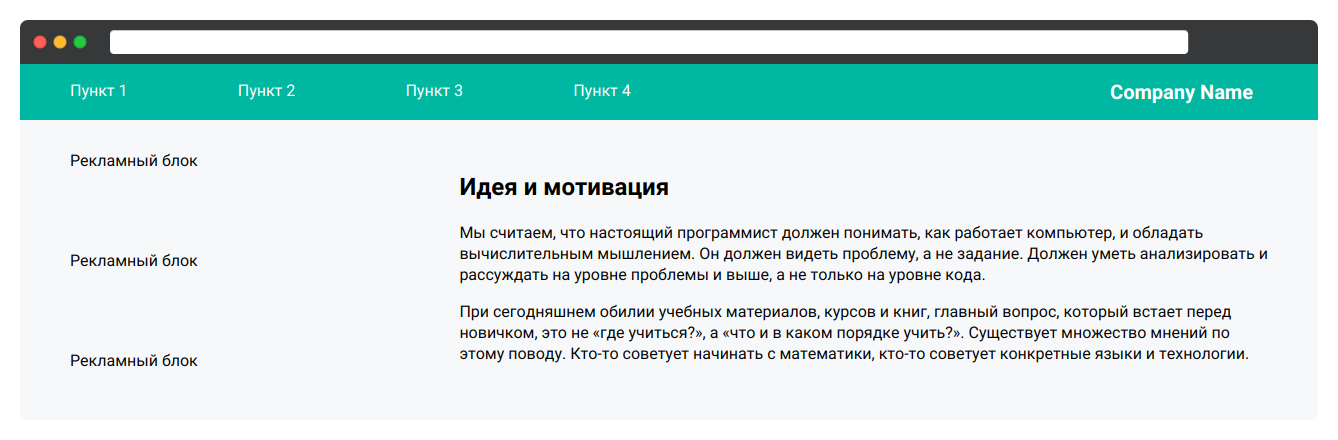 Пункт 1 Пункт 2 Пункт 3 Пункт 4 Company Name
Рекламный блок
Рекламный блок
Рекламный блок
Идея и мотивация
Мы считаем, что настоящий программист должен понимать, как работает компьютер, и обладать
вычислительным мышлением. Он должен видеть проблему, а не задание. Должен уметь анализировать и
рассуждать на уровне проблемы и выше, а не только на уровне кода.
При сегодняшнем обилии учебных материалов, курсов и книг, главный вопрос, который встает перед
новичком, это не «где учиться?», а «что и в каком порядке учить?». Существует множество мнений по
этому поводу. Кто-то советует начинать с математики, кто-то советует конкретные языки и технологии.